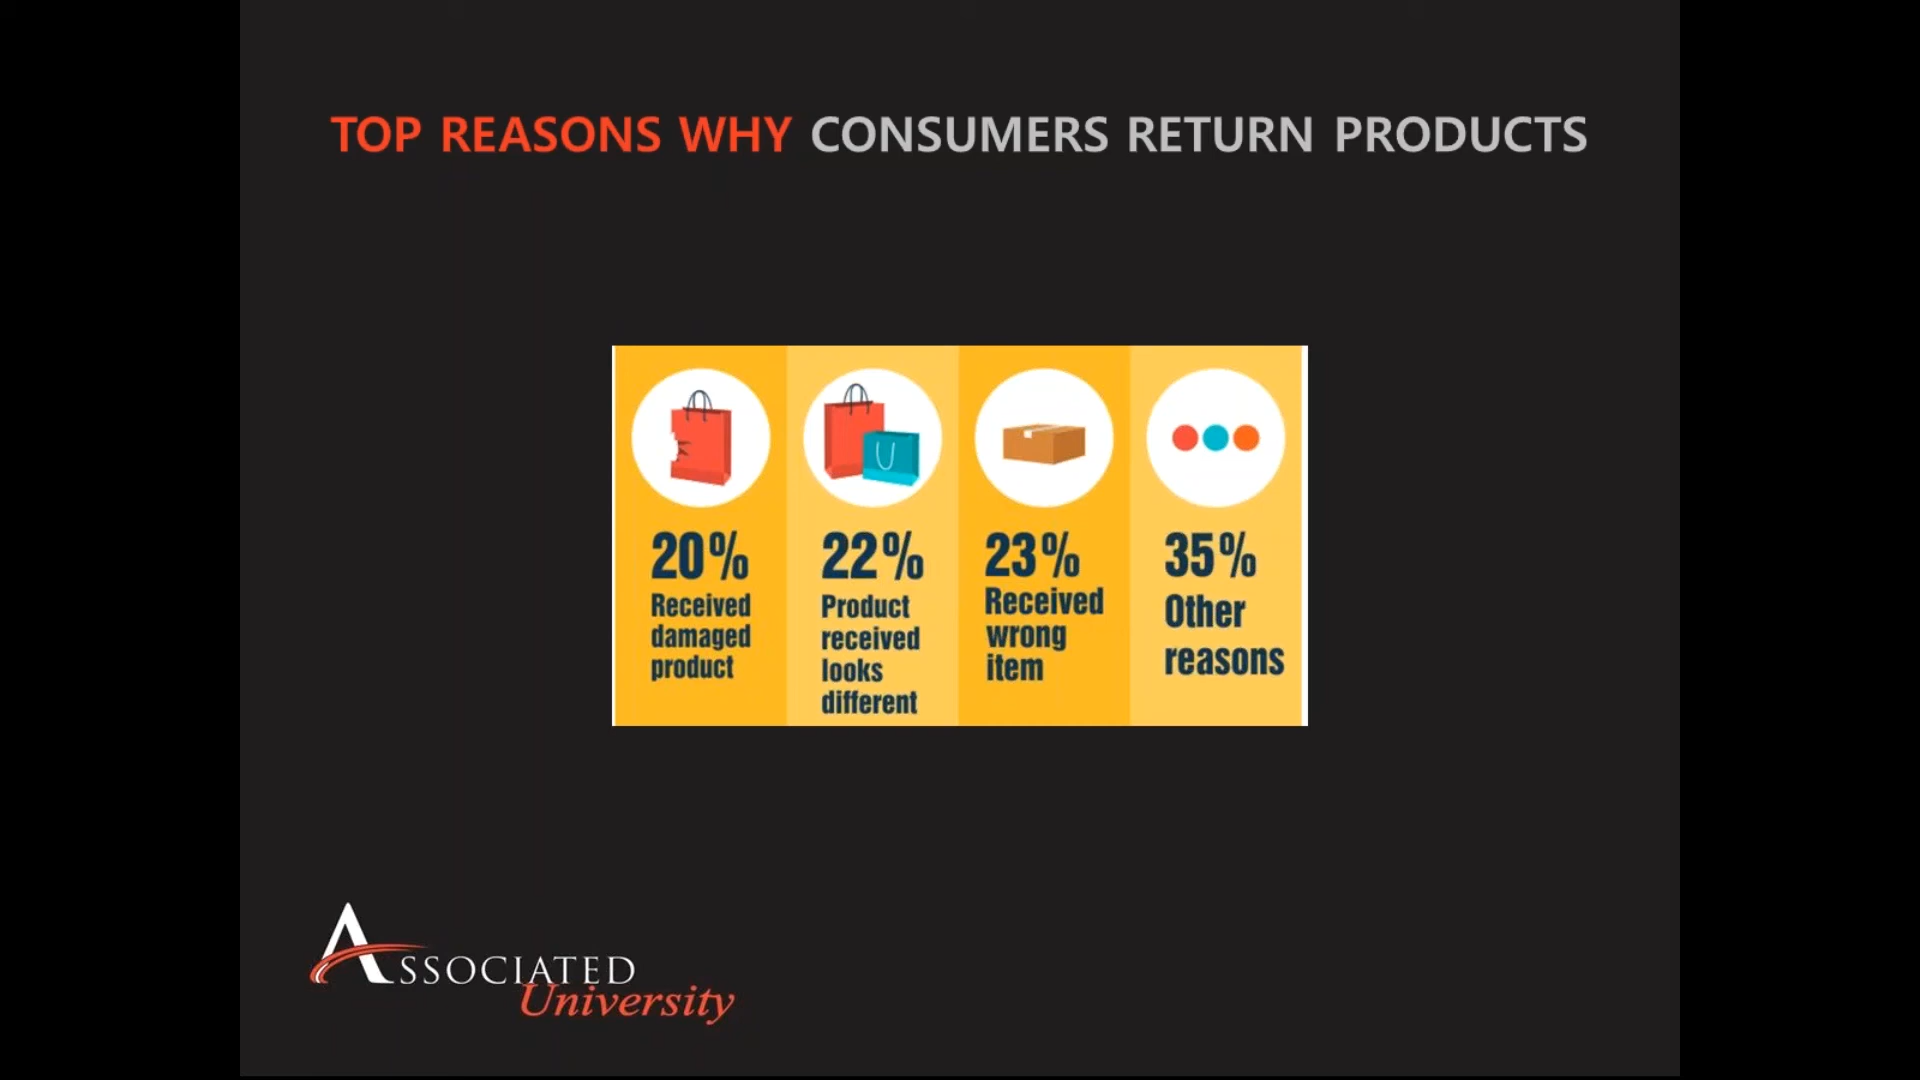 TOP REASONS WHY CONSUMERS RETURN PRODUCTS
20%
Received
damaged
product
22%
Product
received
looks
different
23%
Received
wrong
item
35%
Other
reasons
ASSOCIATED
University